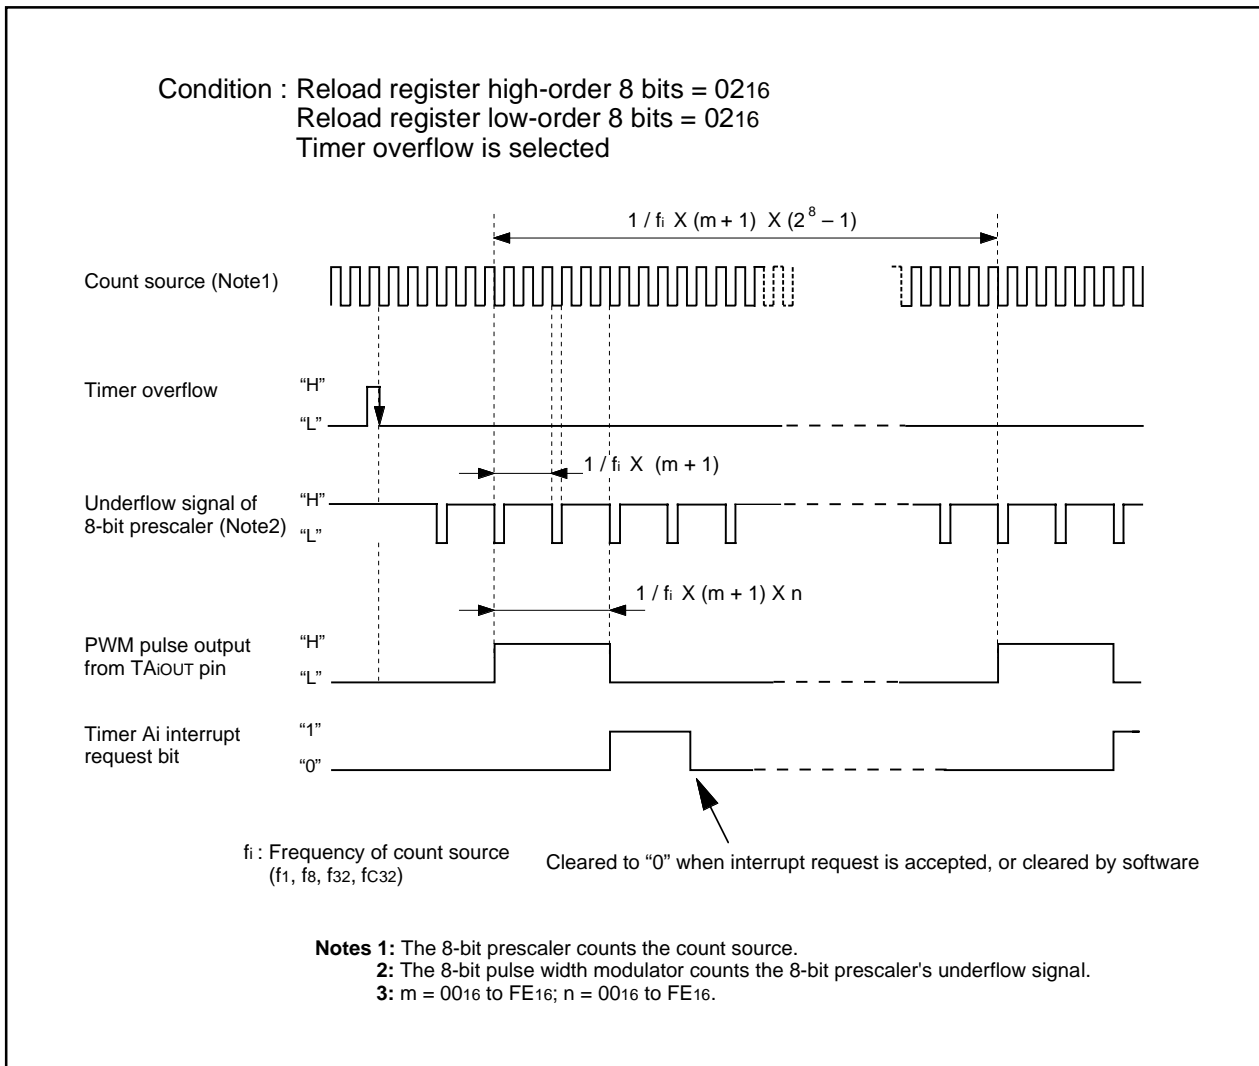 Condition : Reload register high-order 8 bits = 0216
Reload register low-order 8 bits = 0216
Timer overflow is selected
1 / fi X (m + 1) X (2^8 – 1)
Count source (Note1)
Timer overflow
“H”
“L”
1 / fi X (m + 1)
Underflow signal of
8-bit prescaler (Note2)
“H”
“L”
1 / fi X (m + 1) X n
PWM pulse output
from TAiOUT pin
“H”
“L”
Timer Ai interrupt
request bit
“1”
“0”
fi : Frequency of count source
(f1, f8, f32, fC32)
Cleared to “0” when interrupt request is accepted, or cleared by software
Notes 1: The 8-bit prescaler counts the count source.
2: The 8-bit pulse width modulator counts the 8-bit prescaler's underflow signal.
3: m = 0016 to FE16; n = 0016 to FE16.